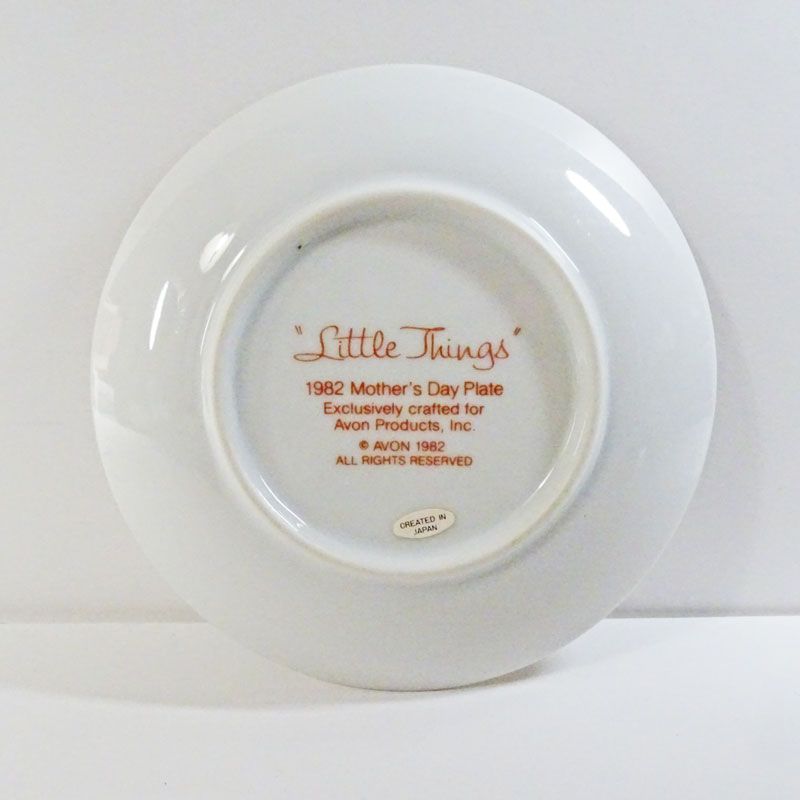 "Little Things"
1982 Mother's Day Plate
Exclusively crafted for
Avon Products, Inc.
© AVON 1982
ALL RIGHTS RESERVED
CREATED IN
JAPAN